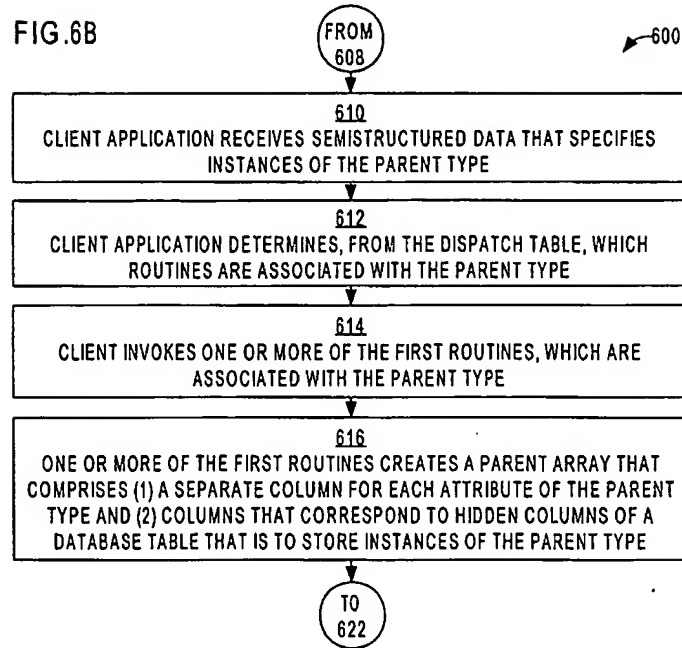 FIG.6B
FROM
608
600
610
CLIENT APPLICATION RECEIVES SEMISTRUCTURED DATA THAT SPECIFIES
INSTANCES OF THE PARENT TYPE
612
CLIENT APPLICATION DETERMINES, FROM THE DISPATCH TABLE, WHICH
ROUTINES ARE ASSOCIATED WITH THE PARENT TYPE
614
CLIENT INVOKES ONE OR MORE OF THE FIRST ROUTINES, WHICH ARE
ASSOCIATED WITH THE PARENT TYPE
616
ONE OR MORE OF THE FIRST ROUTINES CREATES A PARENT ARRAY THAT
COMPRISES (1) A SEPARATE COLUMN FOR EACH ATTRIBUTE OF THE PARENT
TYPE AND (2) COLUMNS THAT CORRESPOND TO HIDDEN COLUMNS OF A
DATABASE TABLE THAT IS TO STORE INSTANCES OF THE PARENT TYPE
TO
622